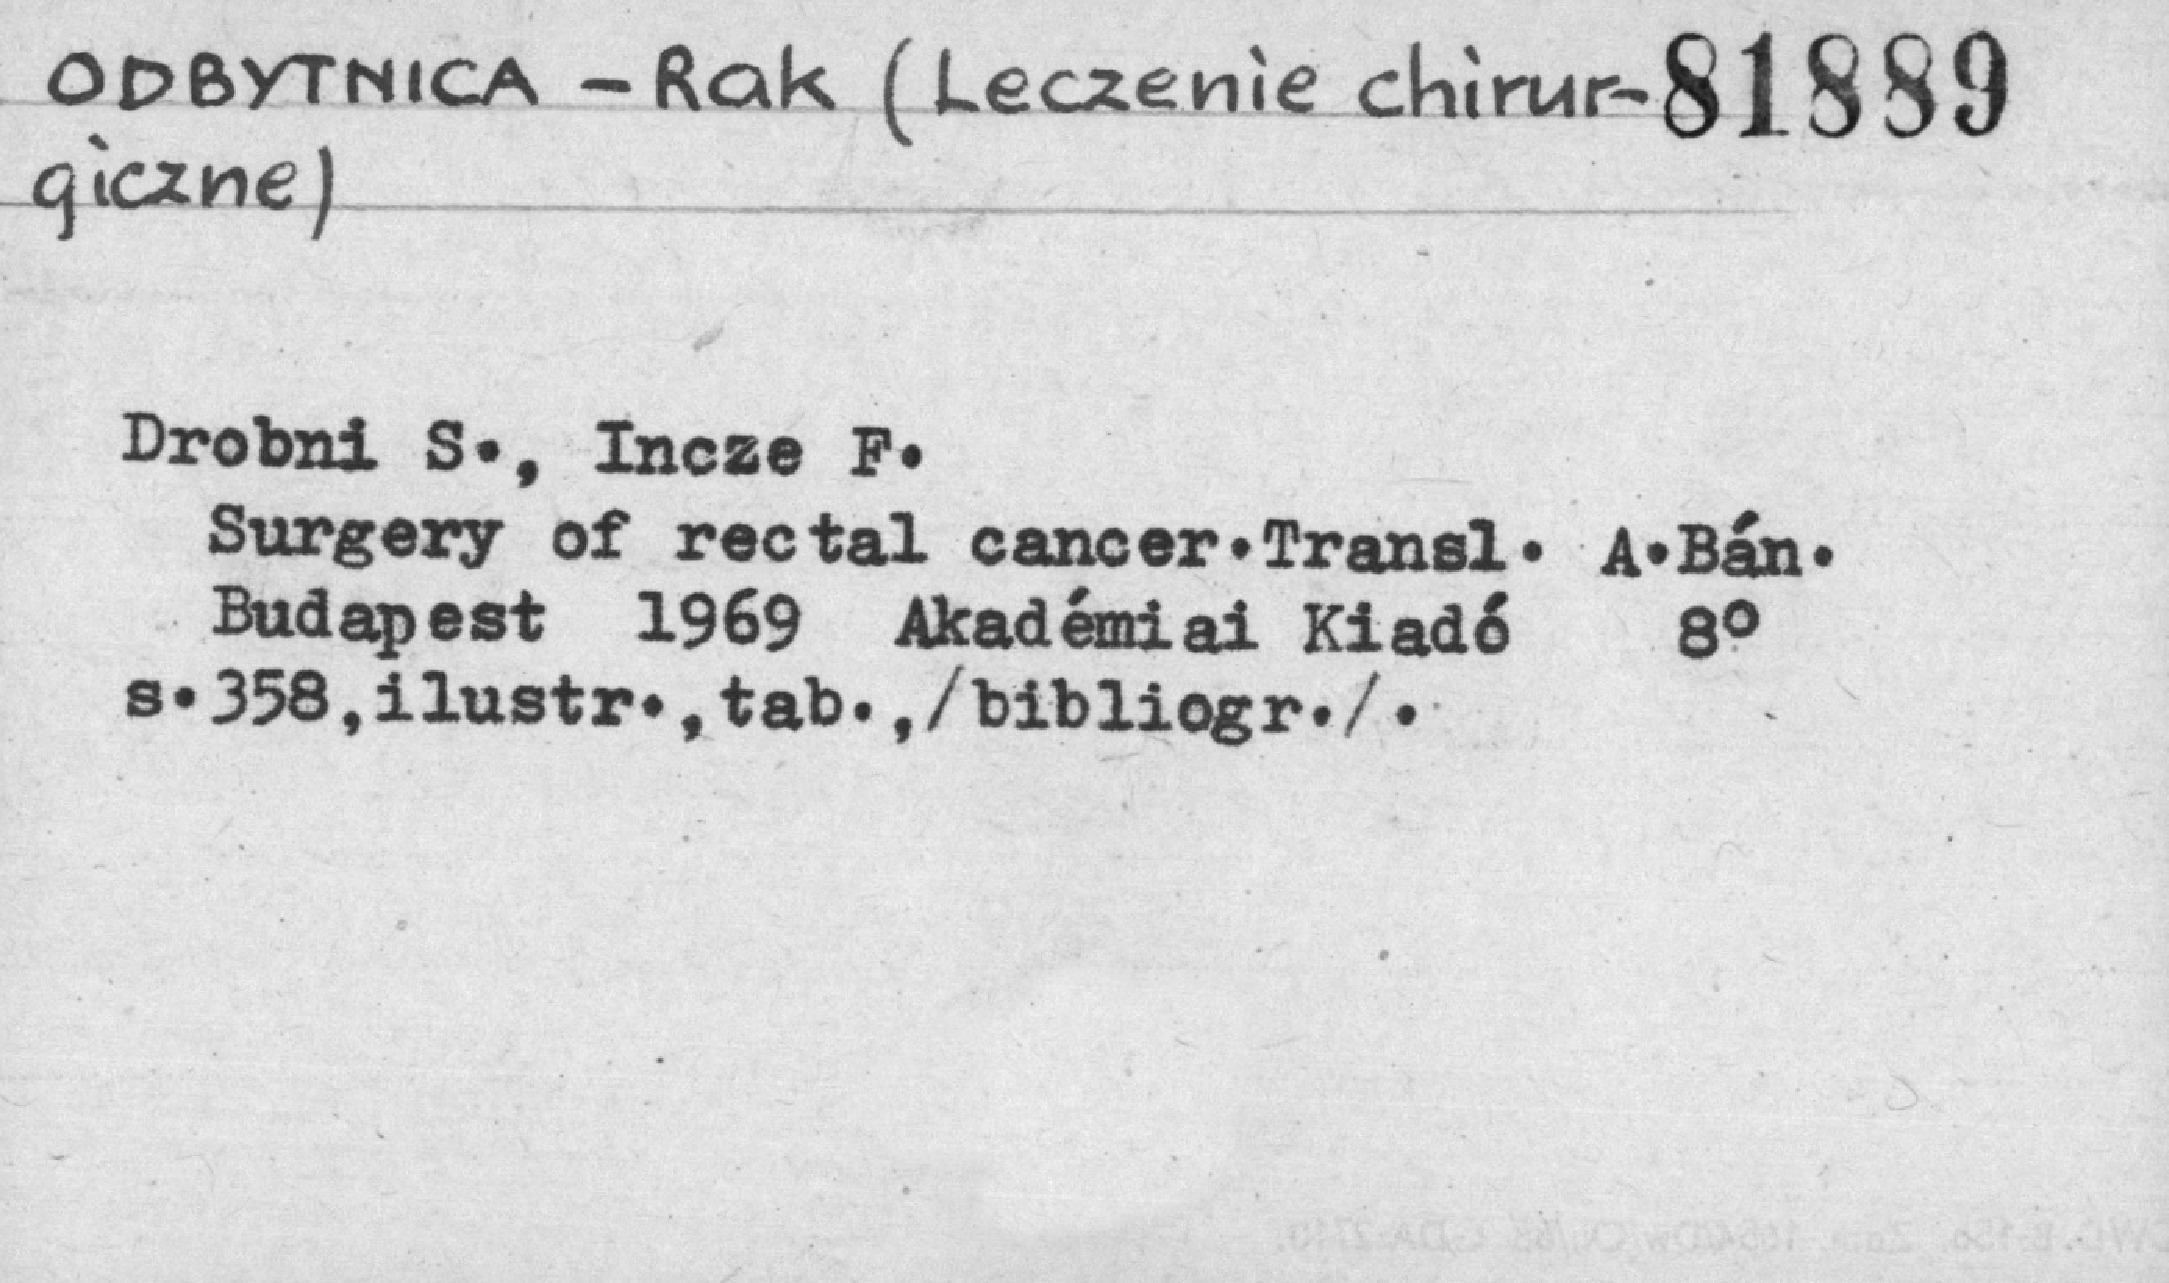 ODBYTNICA – Rak (Leczenie chirur- 81889
giczne)
Drobni S., Incze F.
Surgery of rectal cancer.Transl. A.Bán.
Budapest 1969 Akadémiai Kiadó 8º
s.358,ilustr.,tab.,/bibliogr./.